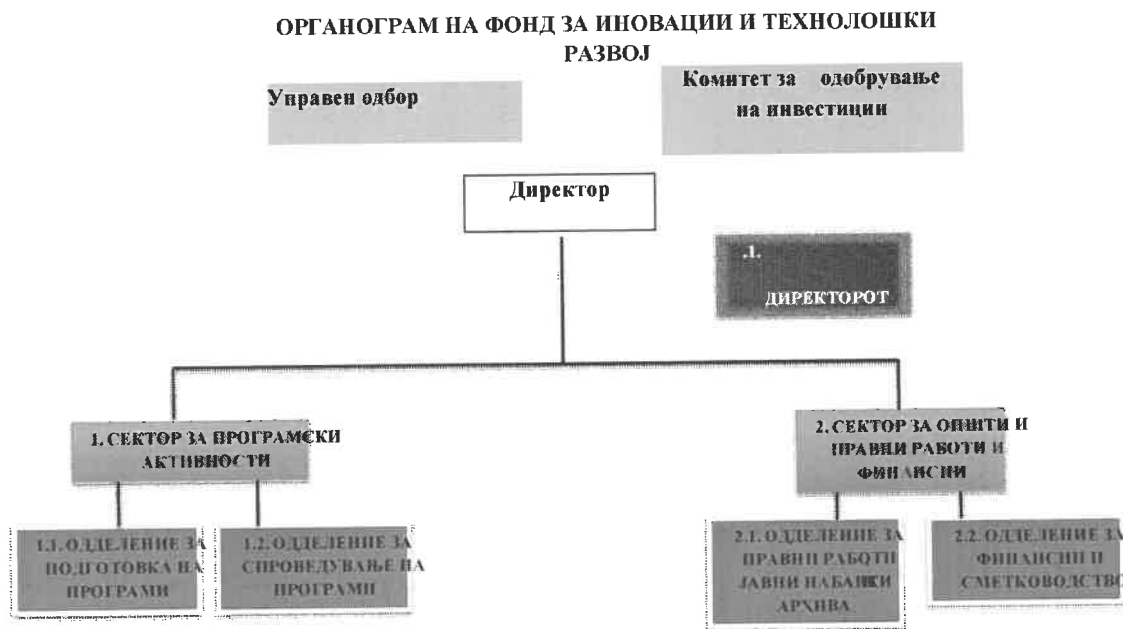 ОРГАНОГРАМ НА ФОНД ЗА ИНОВАЦИИ И ТЕХНОЛОШКИ
РАЗВОЈ
Управен одбор
Комитет за одобрување
на инвестиции
Директор
.1.
ДИРЕКТОРОТ
1. СЕКТОР ЗА ПРОГРАМСКИ
АКТИВНОСТИ
2. СЕКТОР ЗА ОПШТИ И
ПРАВНИ РАБОТИ И
ФИНАНСИИ
1.1. ОДДЕЛЕНИЕ ЗА
ПОДГОТОВКА НА
ПРОГРАМИ
1.2. ОДДЕЛЕНИЕ ЗА
СПРОВЕДУВАЊЕ НА
ПРОГРАМИ
2.1. ОДДЕЛЕНИЕ ЗА
ПРАВНИ РАБОТИ
ЈАВНИ НАБАВКИ
АРХИВА
2.2. ОДДЕЛЕНИЕ ЗА
ФИНАНСИИ И
СМЕТКОВОДСТВО